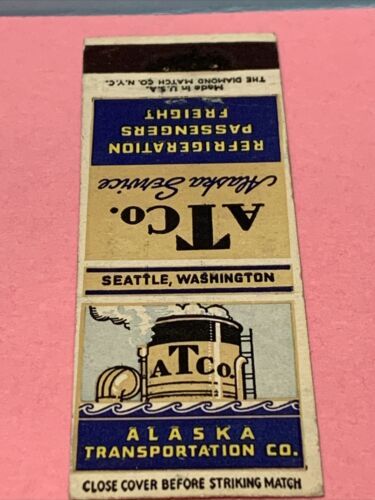 Made in U.S.A.
THE DIAMOND MATCH CO. N.Y.C.
FREIGHT
PASSENGERS
REFRIGERATION
Alaska Service
ATCo.
SEATTLE, WASHINGTON
ATCo.
ALASKA
TRANSPORTATION CO.
CLOSE COVER BEFORE STRIKING MATCH